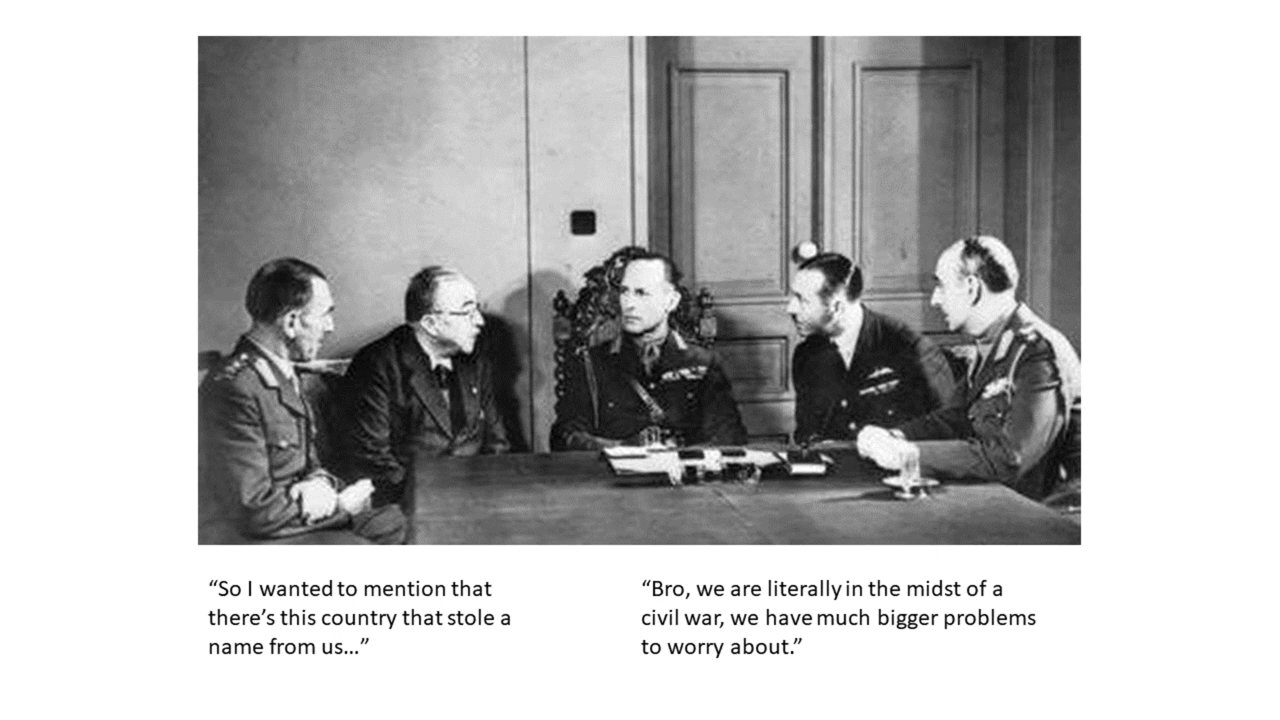 “So I wanted to mention that
there’s this country that stole a
name from us…”
“Bro, we are literally in the midst of a
civil war, we have much bigger problems
to worry about.”